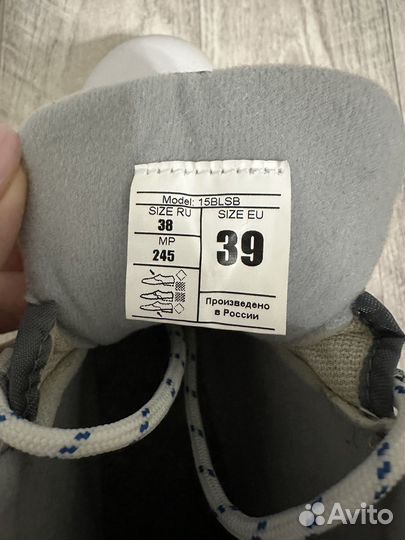 Model: 15BLSB
SIZE RU
38
MP
245
SIZE EU
39
Произведено
в России
Avito